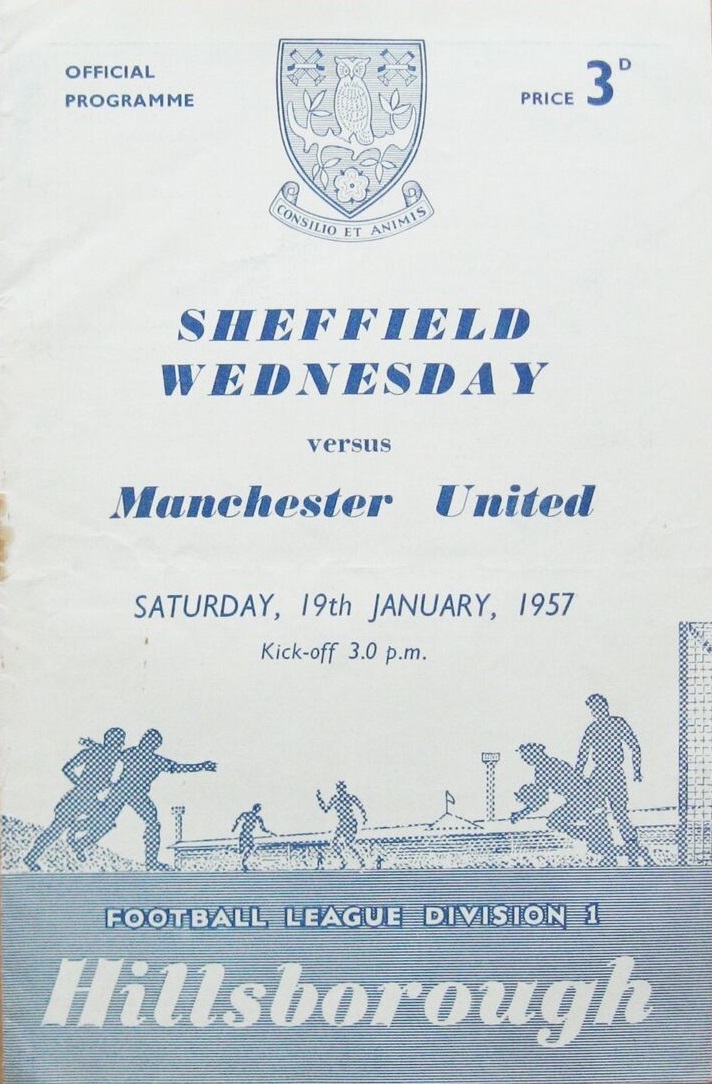 OFFICIAL
PROGRAMME
PRICE 3D
CONSILIO ET ANIMIS
SHEFFIELD
WEDNESDAY
versus
Manchester United
SATURDAY, 19th JANUARY, 1957
Kick-off 3.0 p.m.
FOOTBALL LEAGUE DIVISION 1
Hillsborough